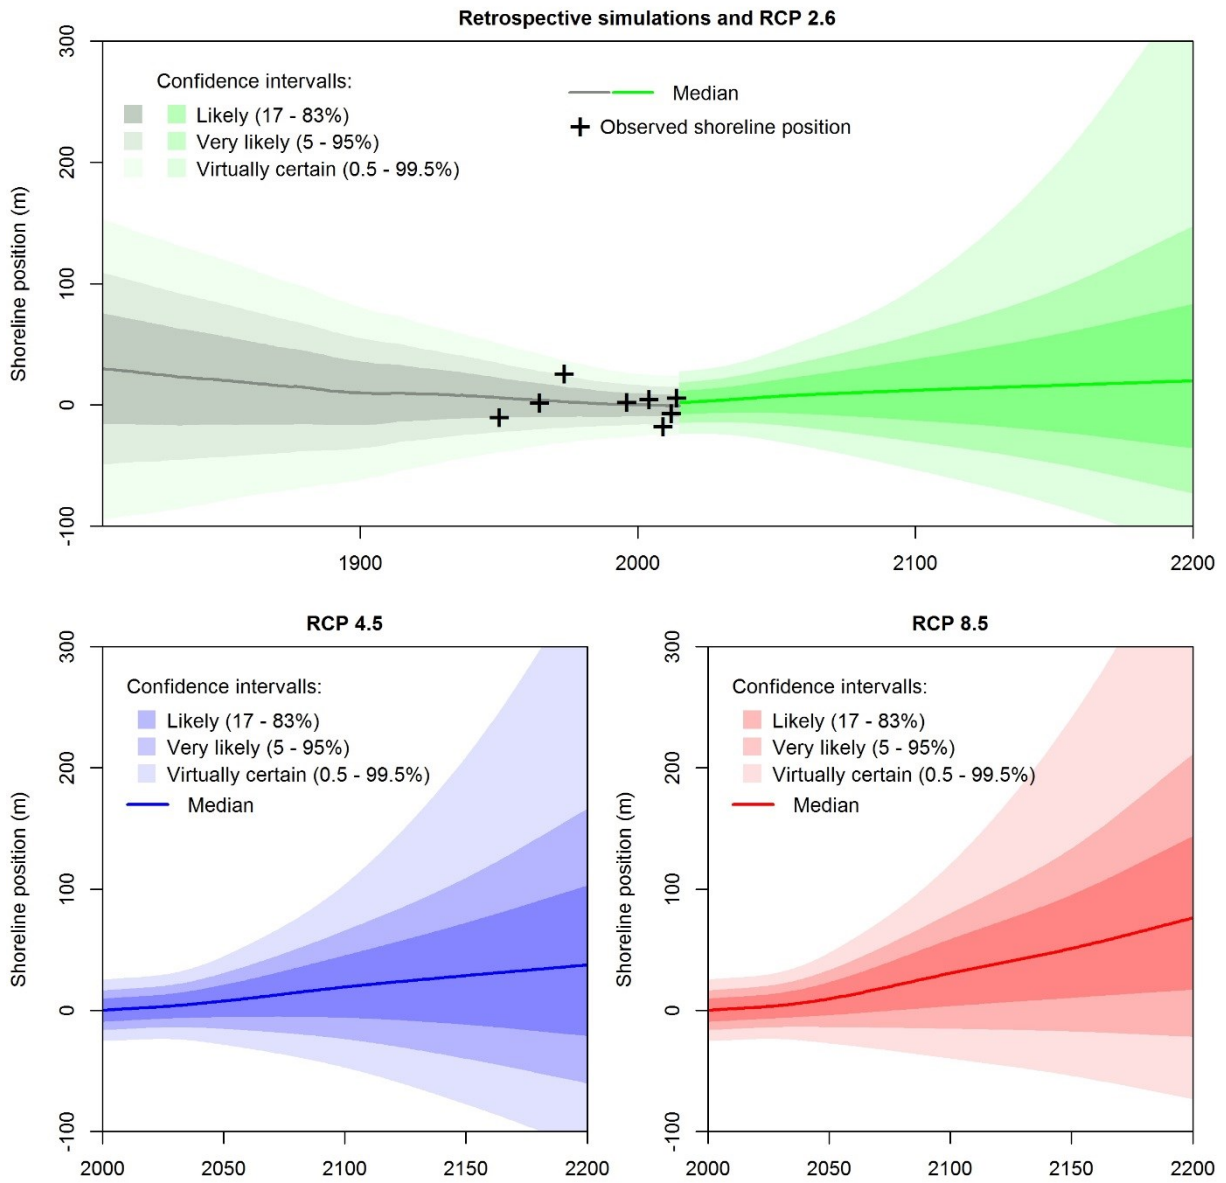 Retrospective simulations and RCP 2.6
300
200
100
0
-100
Shoreline position (m)
Confidence intervalls:
Likely (17 - 83%)
Very likely (5 - 95%)
Virtually certain (0.5 - 99.5%)
Median
Observed shoreline position
1900
2000
2100
2200
RCP 4.5
300
200
100
0
-100
Shoreline position (m)
Confidence intervalls:
Likely (17 - 83%)
Very likely (5 - 95%)
Virtually certain (0.5 - 99.5%)
Median
2000
2050
2100
2150
2200
RCP 8.5
300
200
100
0
-100
Shoreline position (m)
Confidence intervalls:
Likely (17 - 83%)
Very likely (5 - 95%)
Virtually certain (0.5 - 99.5%)
Median
2000
2050
2100
2150
2200